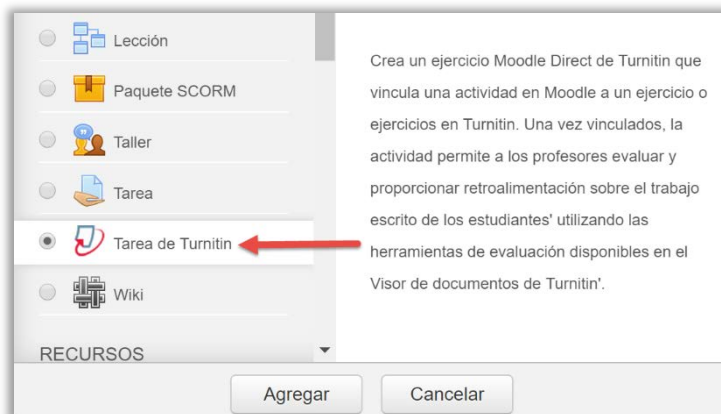 Lección
Paquete SCORM
Taller
Tarea
Tarea de Turnitin
Wiki
RECURSOS
Crea un ejercicio Moodle Direct de Turnitin que
vincula una actividad en Moodle a un ejercicio o
ejercicios en Turnitin. Una vez vinculados, la
actividad permite a los profesores evaluar y
proporcionar retroalimentación sobre el trabajo
escrito de los estudiantes' utilizando las
herramientas de evaluación disponibles en el
Visor de documentos de Turnitin'.
Agregar
Cancelar